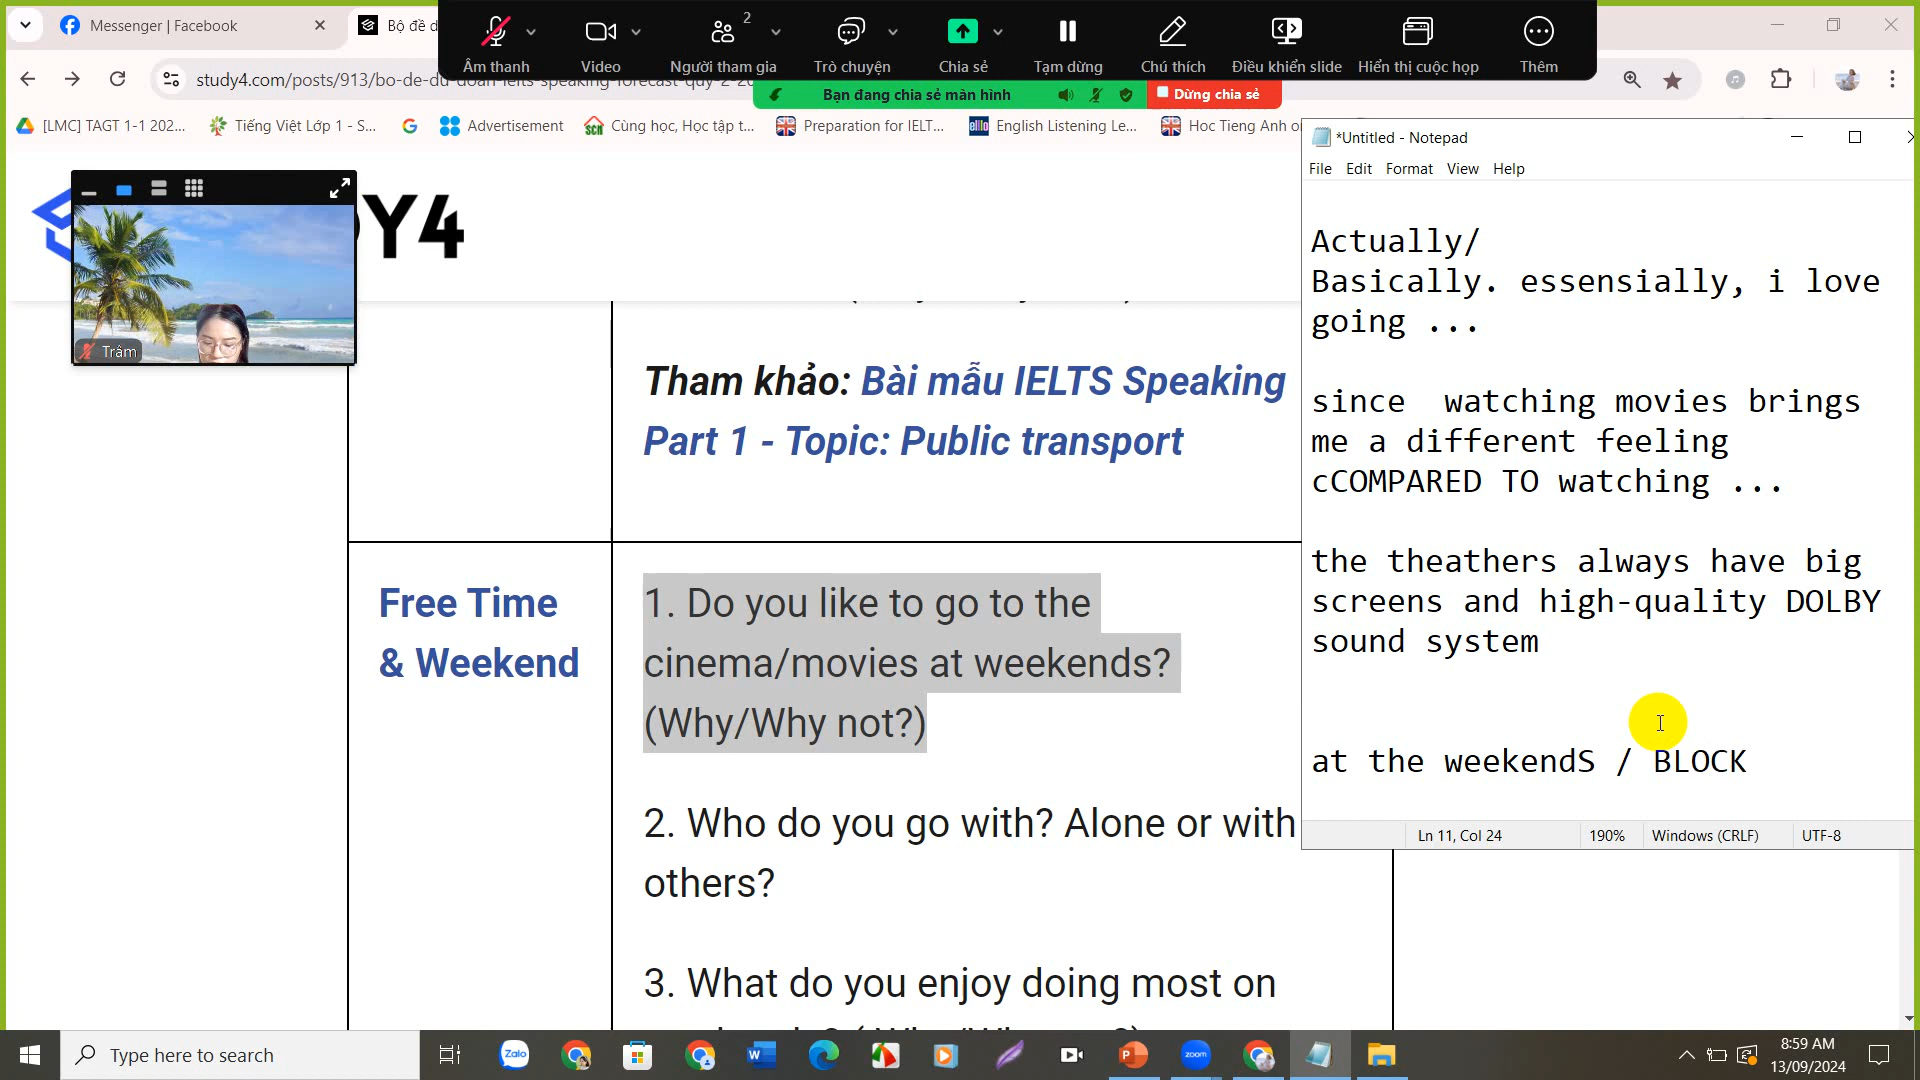 Messenger | Facebook
Bộ đề d
Âm thanh
Video
2
Người tham gia
Trò chuyện
Chia sẻ
Tạm dừng
Chú thích
Điều khiển slide
Hiển thị cuộc họp
Thêm
study4.com/posts/913/bo-de-du-doan-ielts-speaking-forecast-quy-2-20
Bạn đang chia sẻ màn hình
Dừng chia sẻ
[LMC] TAGT 1-1 202...
Tiếng Việt Lớp 1 - S...
Advertisement
Cùng học, Học tập t...
Preparation for IELT...
English Listening Le...
Hoc Tieng Anh
*Untitled - Notepad
File Edit Format View Help
Y4
Trâm
Tham khảo: Bài mẫu IELTS Speaking
Part 1 - Topic: Public transport
Free Time
& Weekend
1. Do you like to go to the
cinema/movies at weekends?
(Why/Why not?)
2. Who do you go with? Alone or with
others?
3. What do you enjoy doing most on
Actually/
Basically. essensially, i love
going ...
since  watching movies brings
me a different feeling
cCOMPARED TO watching ...
the theathers always have big
screens and high-quality DOLBY
sound system
at the weekendS / BLOCK
Ln 11, Col 24
190%
Windows (CRLF)
UTF-8
Type here to search
Zalo
zoom
8:59 AM
13/09/2024